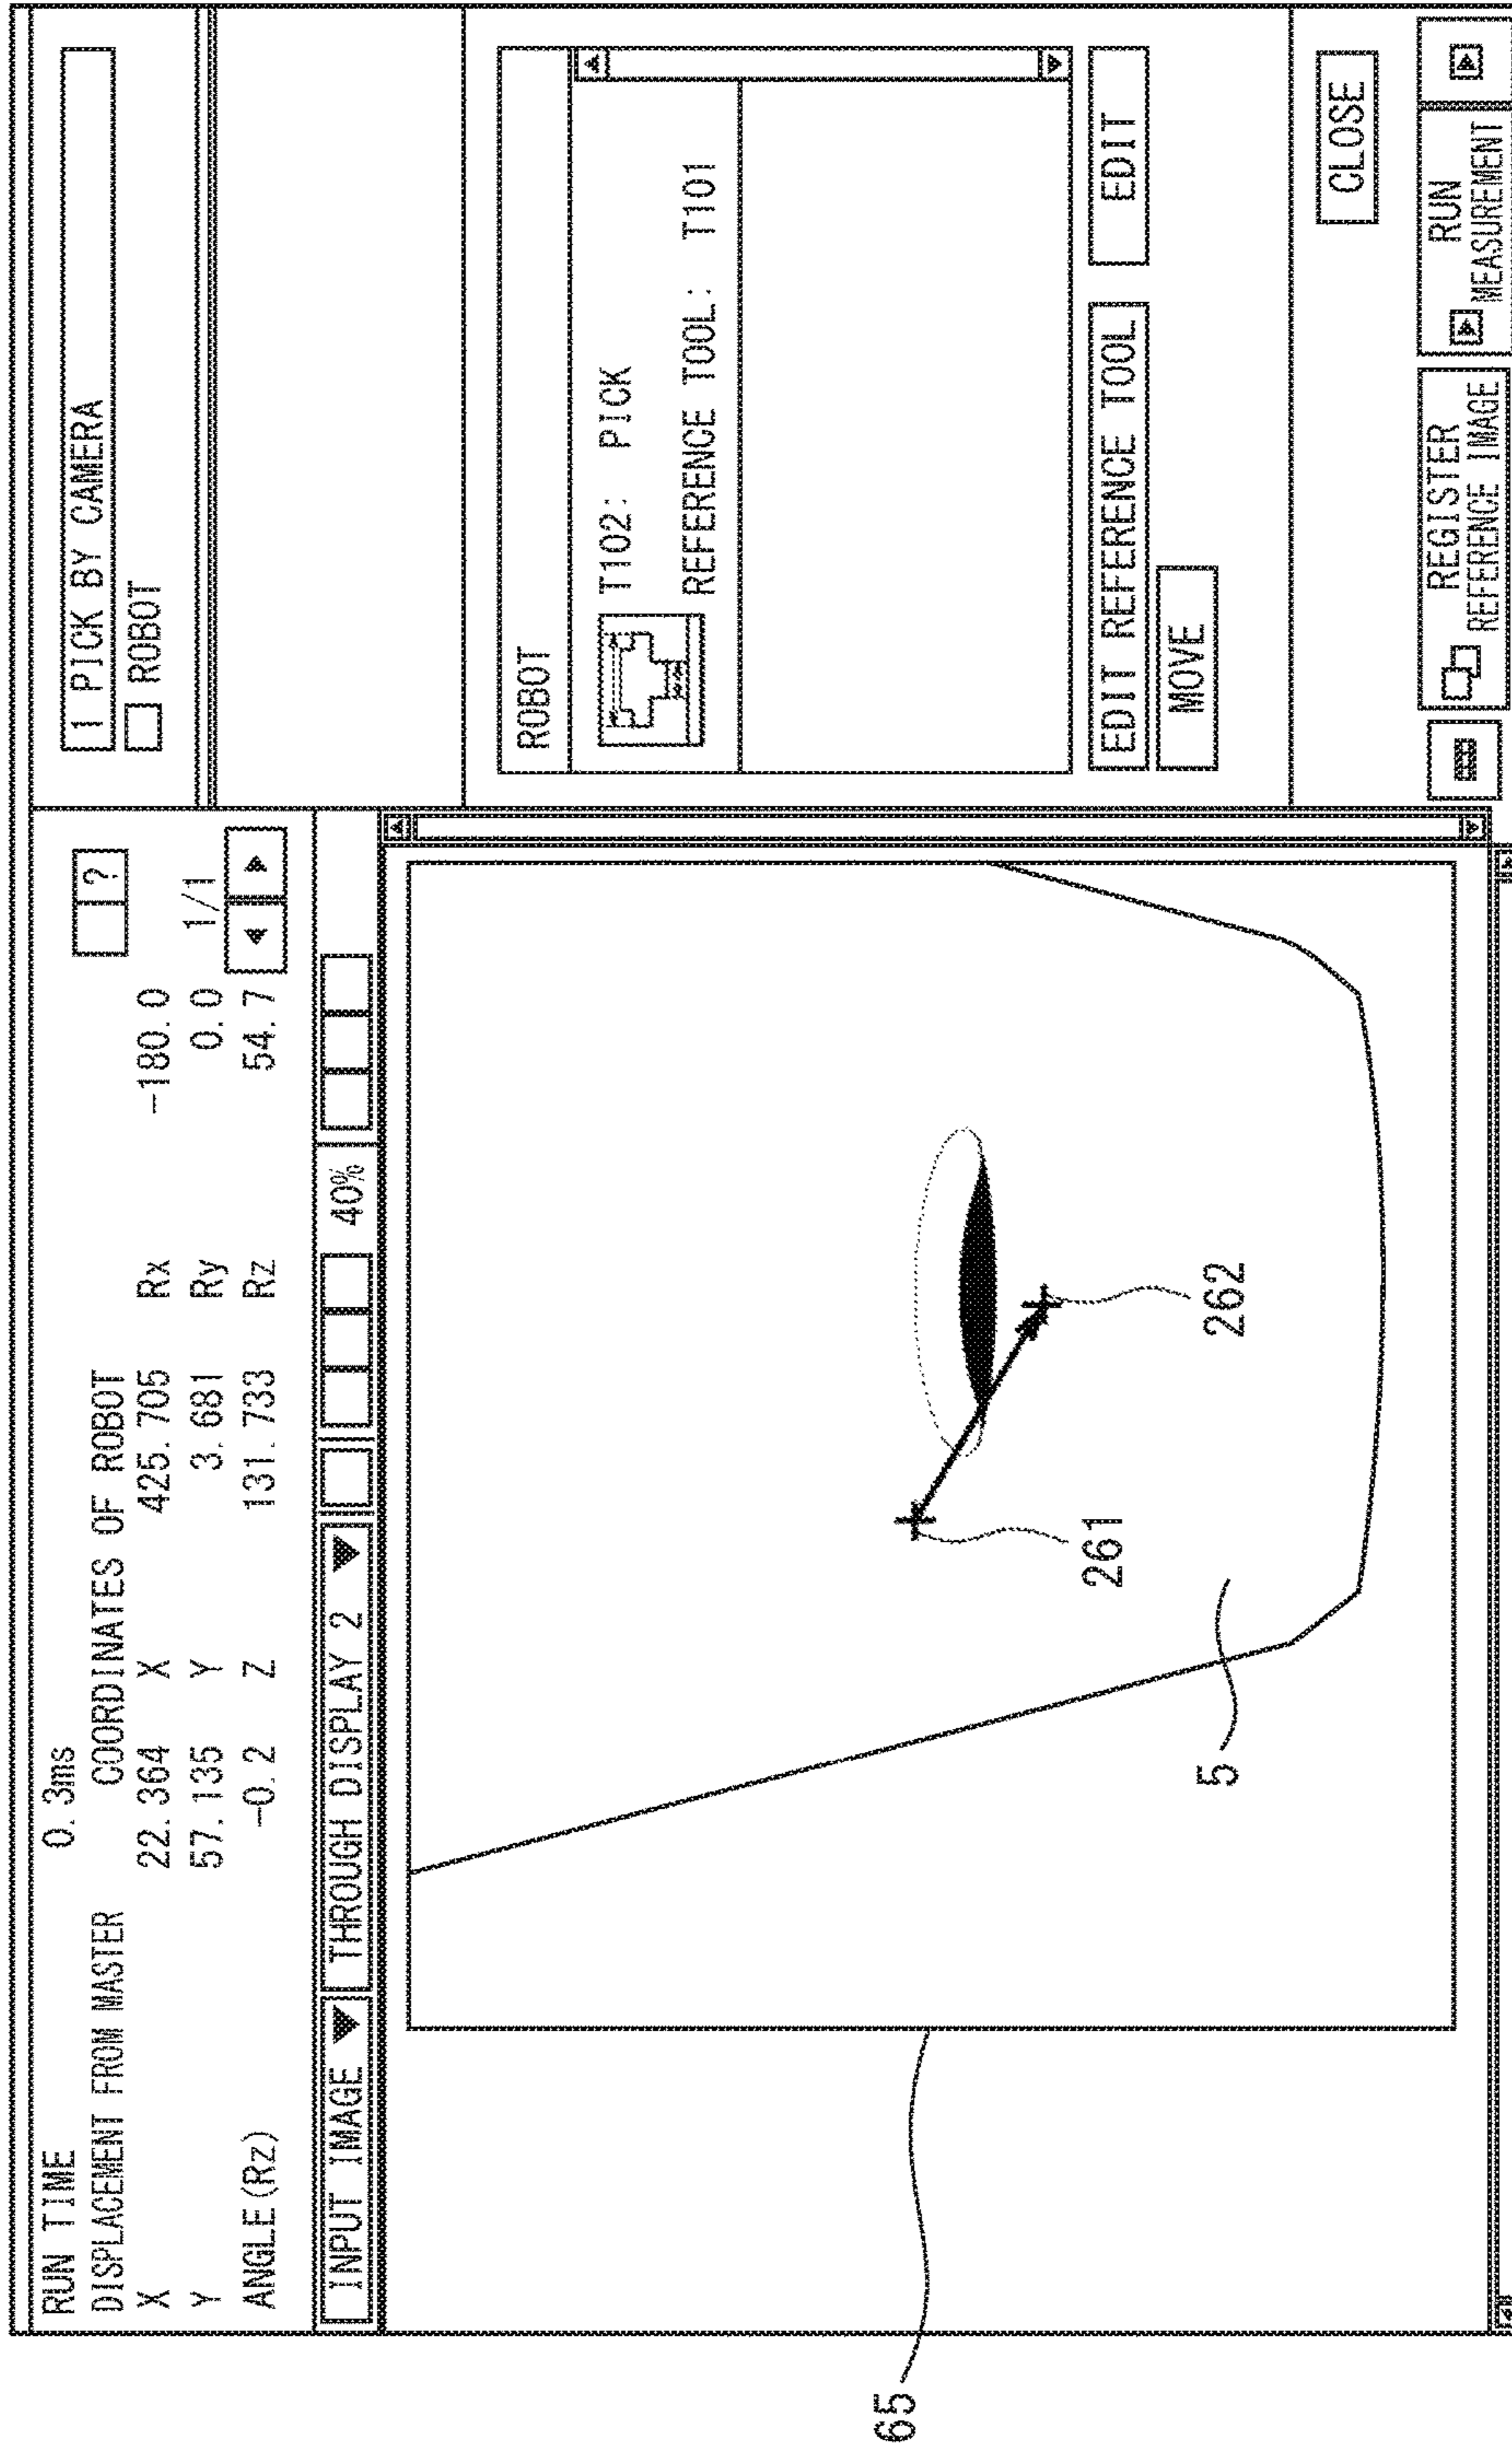 RUN TIME 0.3ms
?
DISPLACEMENT FROM MASTER COORDINATES OF ROBOT
X 22.364 X 425.705 Rx -180.0
Y 57.135 Y 3.681 Ry 0.0 1/1
ANGLE(Rz) -0.2 Z 131.733 Rz 54.7
INPUT IMAGE ▼ THROUGH DISPLAY 2 ▼ 40%
65
261
262
5
1 PICK BY CAMERA
ROBOT
ROBOT
T102: PICK
REFERENCE TOOL: T101
EDIT REFERENCE TOOL EDIT
MOVE
CLOSE
REGISTER
REFERENCE IMAGE
RUN
MEASUREMENT